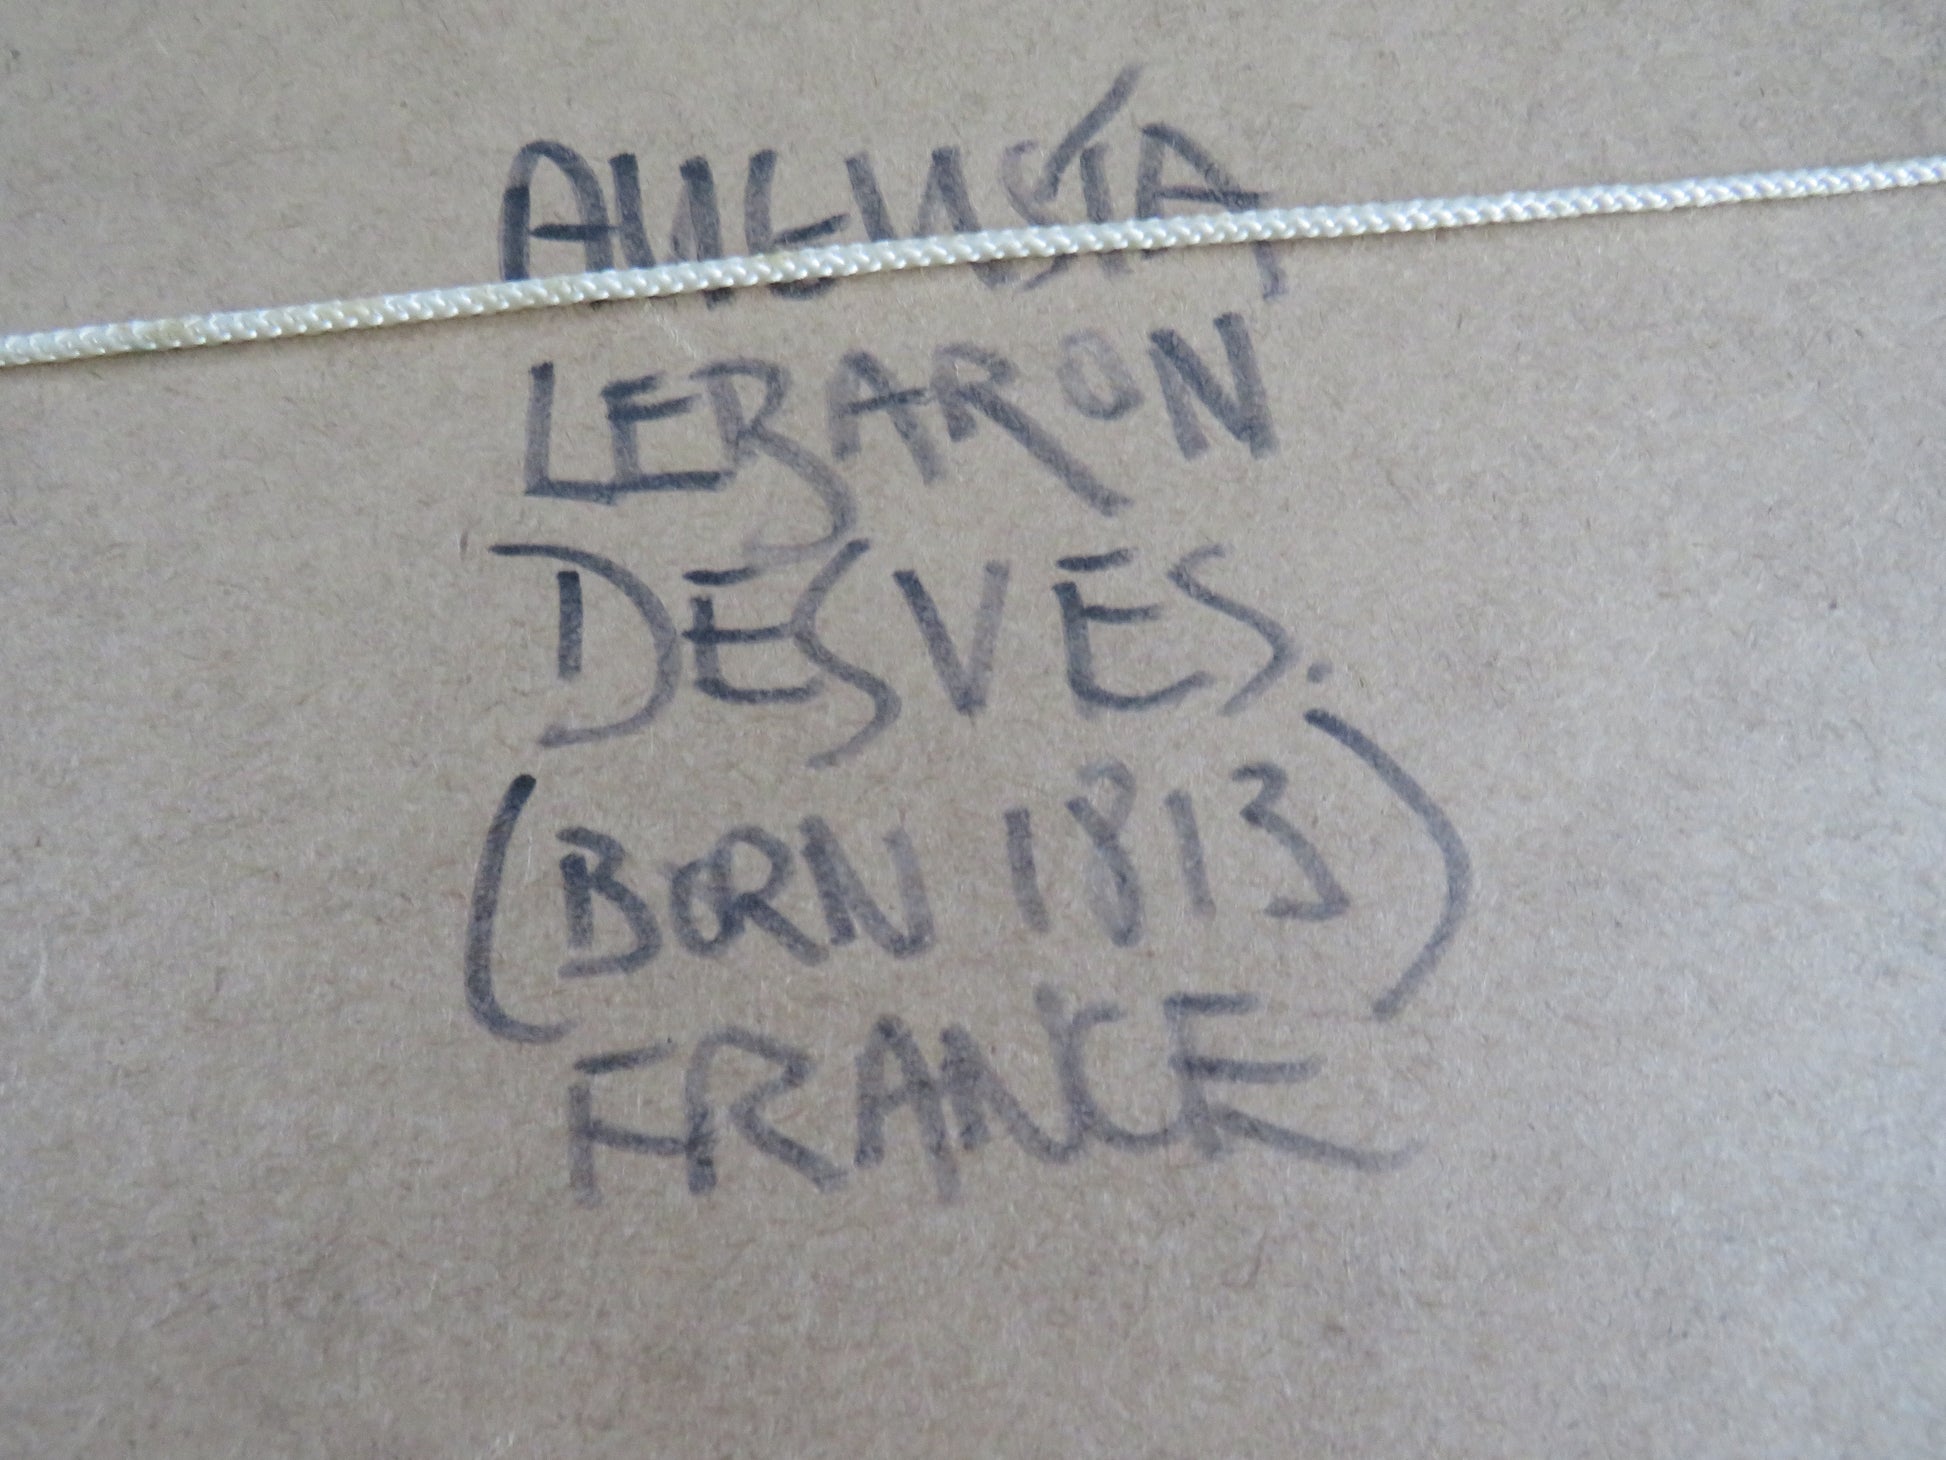 AUGUSTA
LEBARON
DESVES.
(BORN 1813)
FRANCE